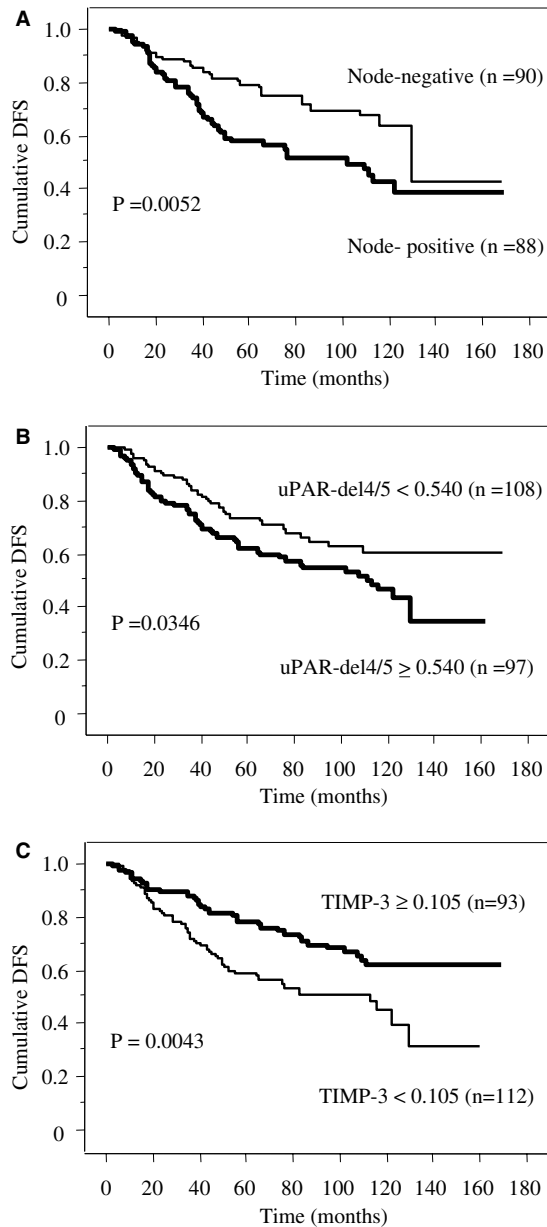 A
1.0
0.8
0.6
0.4
0.2
0
Cumulative DFS
Node-negative (n =90)
P =0.0052
Node- positive (n =88)
0 20 40 60 80 100 120 140 160 180
Time (months)
B
1.0
0.8
0.6
0.4
0.2
0
Cumulative DFS
uPAR-del4/5 < 0.540 (n =108)
P =0.0346
uPAR-del4/5 ≥ 0.540 (n =97)
0 20 40 60 80 100 120 140 160 180
Time (months)
C
1.0
0.8
0.6
0.4
0.2
0
Cumulative DFS
TIMP-3 ≥ 0.105 (n=93)
P = 0.0043
TIMP-3 < 0.105 (n=112)
0 20 40 60 80 100 120 140 160 180
Time (months)